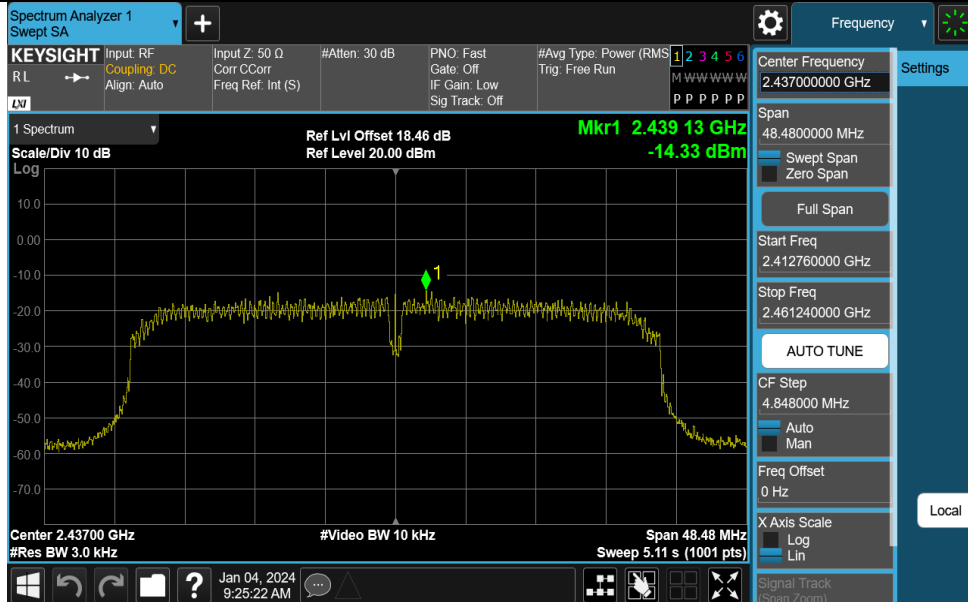 Spectrum Analyzer 1
Swept SA
+
Frequency
KEYSIGHT
R L
LXI
Input: RF
Coupling: DC
Align: Auto
Input Z: 50 Ω
Corr CCorr
Freq Ref: Int (S)
#Atten: 30 dB
PNO: Fast
Gate: Off
IF Gain: Low
Sig Track: Off
#Avg Type: Power (RMS
Trig: Free Run
1 2 3 4 5 6
M W W W W W
P P P P P P
1 Spectrum
Scale/Div 10 dB
Log
Ref Lvl Offset 18.46 dB
Ref Level 20.00 dBm
Mkr1 2.439 13 GHz
-14.33 dBm
10.0
0.00
-10.0
-20.0
-30.0
-40.0
-50.0
-60.0
-70.0
1
Center 2.43700 GHz
#Res BW 3.0 kHz
#Video BW 10 kHz
Span 48.48 MHz
Sweep 5.11 s (1001 pts)
Center Frequency
2.437000000 GHz
Span
48.4800000 MHz
Swept Span
Zero Span
Full Span
Start Freq
2.412760000 GHz
Stop Freq
2.461240000 GHz
AUTO TUNE
CF Step
4.848000 MHz
Auto
Man
Freq Offset
0 Hz
X Axis Scale
Log
Lin
Signal Track
(Span Zoom)
Settings
Local
?
Jan 04, 2024
9:25:22 AM